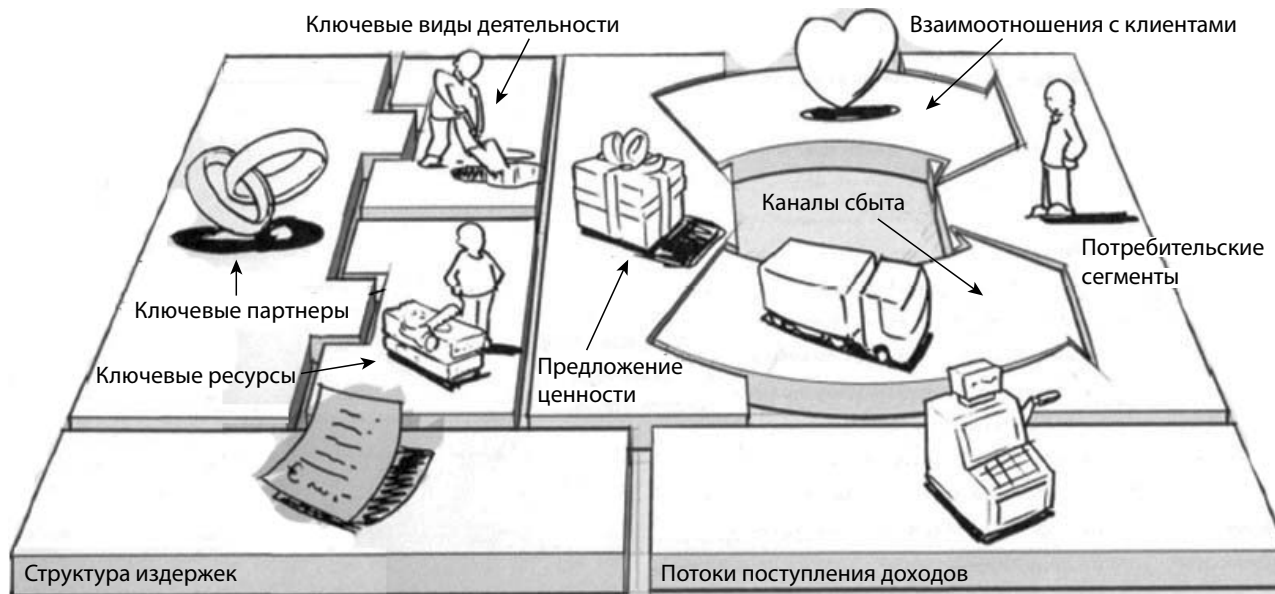 Ключевые виды деятельности
Взаимоотношения с клиентами
Каналы сбыта
Потребительские
сегменты
Ключевые партнеры
Ключевые ресурсы
Предложение
ценности
Структура издержек
Потоки поступления доходов